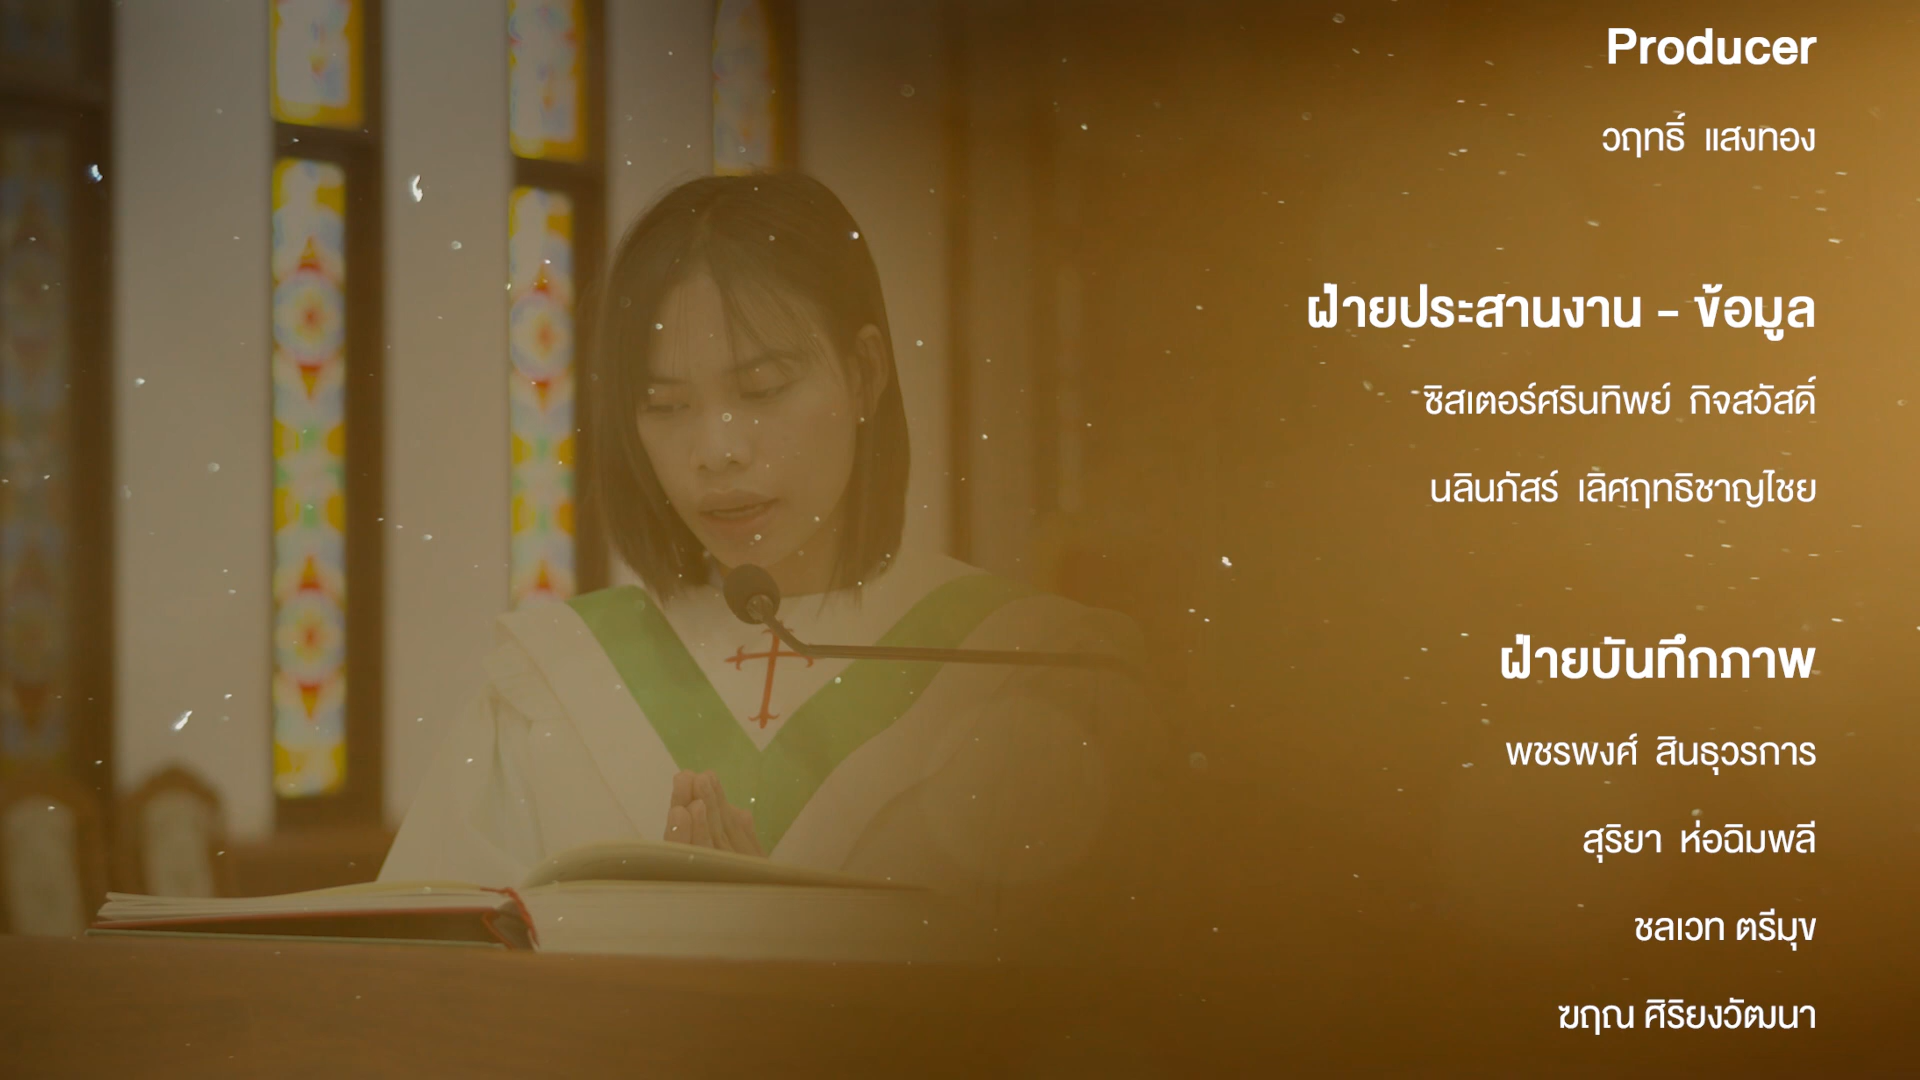 Producer
วฤทธิ์ แสงทอง
ฝ่ายประสานงาน - ข้อมูล
ซิสเตอร์ศรินทิพย์ กิจสวัสดิ์
นลินภัสร์ เลิศฤทธิชาญไชย
ฝ่ายบันทึกภาพ
พชรพงศ์ สินธุวรการ
สุริยา ห่อฉิมพลี
ชลเวท ตรีมุข
ฆฤณ ศิริยงวัฒนา